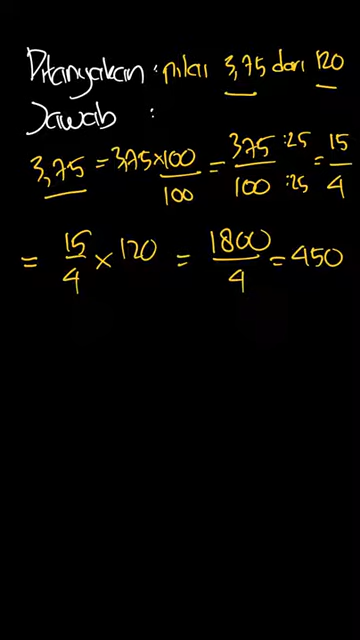 Ditanyakan : nilai 3,75 dari 120
Jawab :
3,75 = 3,75 × 100/100 = 375/100 :25/:25 = 15/4
= 15/4 × 120 = 1800/4 = 450